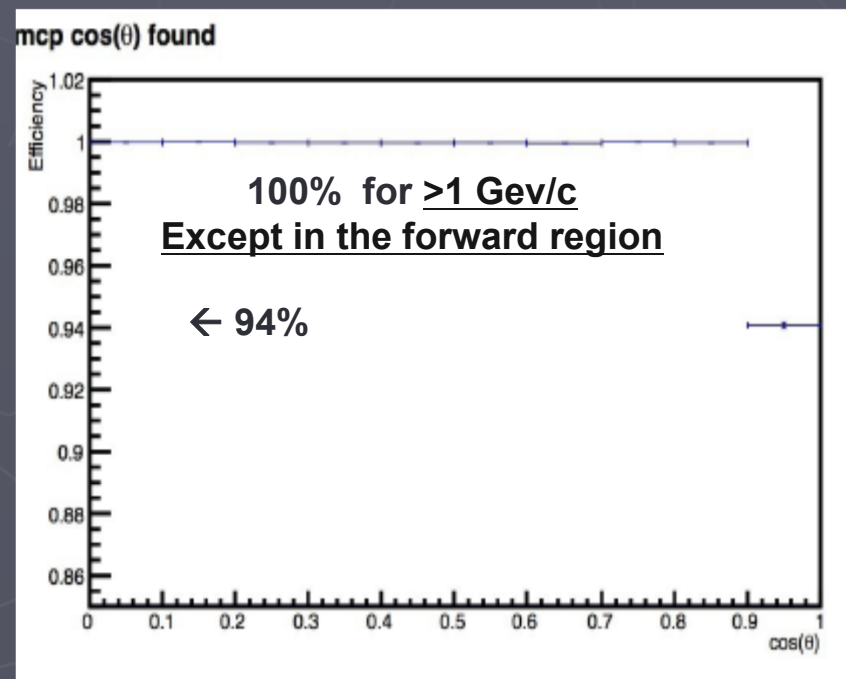 mcp cos(θ) found
Efficiency
1.02
1
0.98
0.96
0.94
0.92
0.9
0.88
0.86
100% for >1 Gev/c
Except in the forward region
← 94%
0 0.1 0.2 0.3 0.4 0.5 0.6 0.7 0.8 0.9 1
cos(θ)